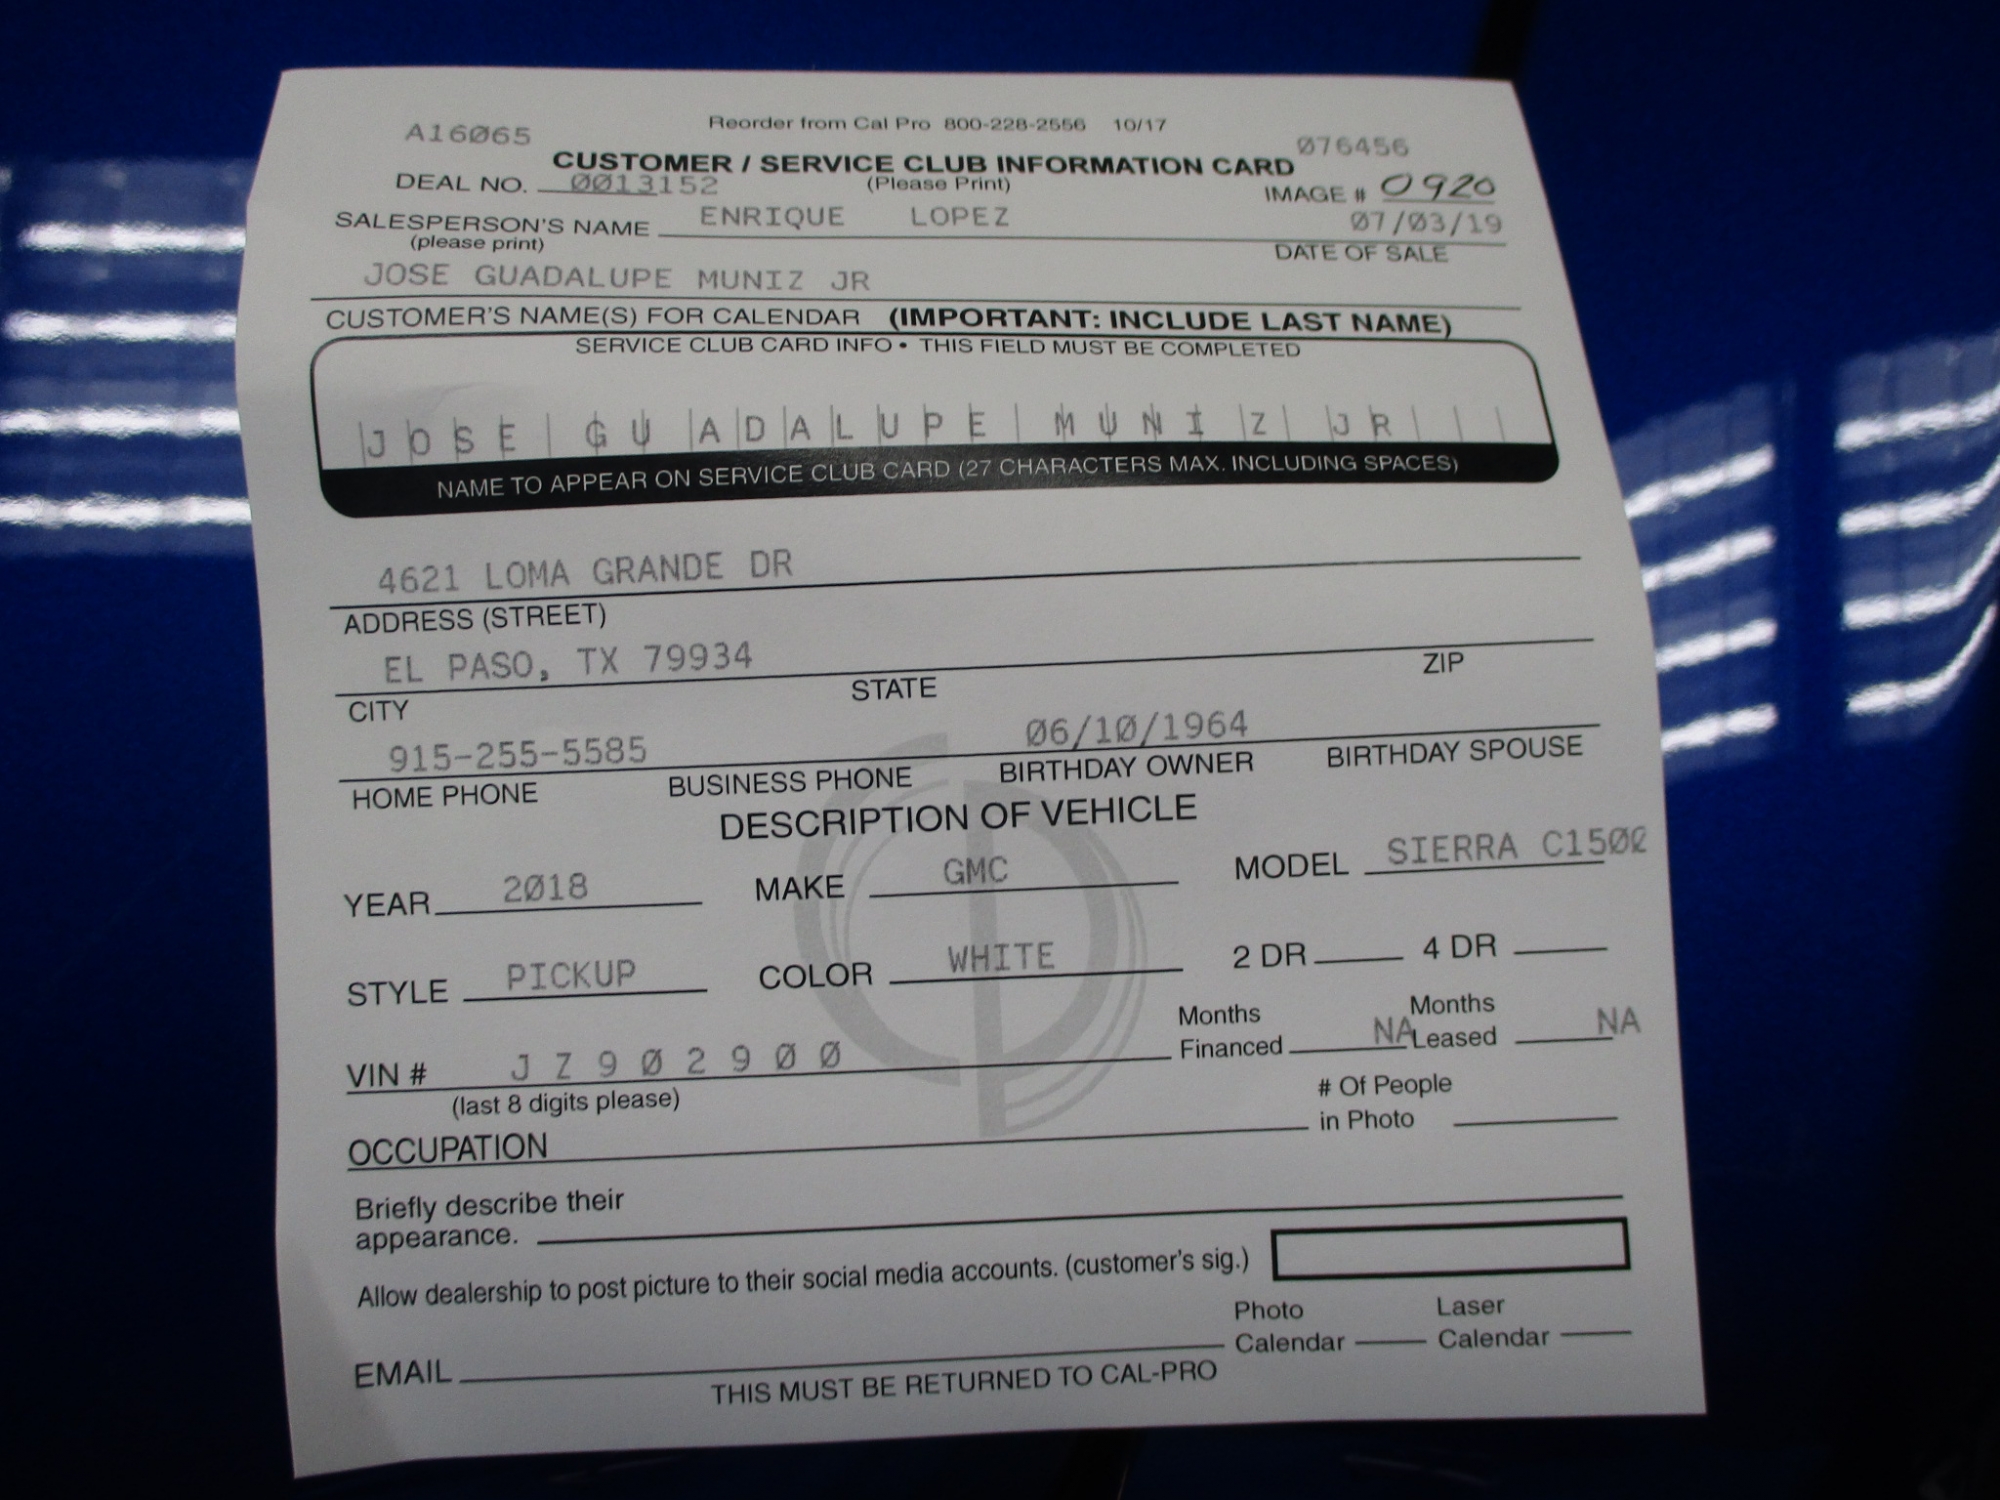 A16065 Reorder from Cal Pro 800-228-2556 10/17 076456
CUSTOMER / SERVICE CLUB INFORMATION CARD
DEAL NO. 0013152 (Please Print) IMAGE # 0920
SALESPERSON'S NAME ENRIQUE LOPEZ 07/03/19
(please print) DATE OF SALE
JOSE GUADALUPE MUNIZ JR
CUSTOMER'S NAME(S) FOR CALENDAR (IMPORTANT: INCLUDE LAST NAME)
SERVICE CLUB CARD INFO • THIS FIELD MUST BE COMPLETED
JOSE GUADALUPE MUNIZ JR
NAME TO APPEAR ON SERVICE CLUB CARD (27 CHARACTERS MAX. INCLUDING SPACES)
4621 LOMA GRANDE DR
ADDRESS (STREET)
EL PASO, TX 79934
CITY STATE ZIP
915-255-5585 06/10/1964
HOME PHONE BUSINESS PHONE BIRTHDAY OWNER BIRTHDAY SPOUSE
DESCRIPTION OF VEHICLE
YEAR 2018 MAKE GMC MODEL SIERRA C1500
STYLE PICKUP COLOR WHITE 2 DR 4 DR
VIN # JZ902900 Months Financed NA Months Leased NA
(last 8 digits please)
OCCUPATION # Of People in Photo
Briefly describe their
appearance.
Allow dealership to post picture to their social media accounts. (customer's sig.)
EMAIL Photo Calendar Laser Calendar
THIS MUST BE RETURNED TO CAL-PRO